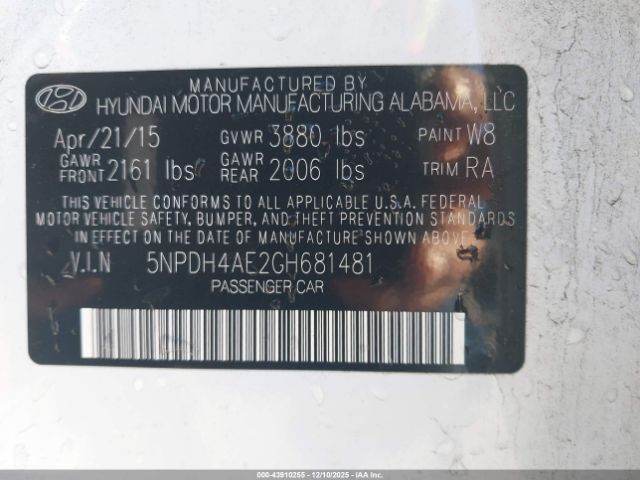 MANUFACTURED BY
HYUNDAI MOTOR MANUFACTURING ALABAMA, LLC
Apr/21/15 GVWR 3880 lbs PAINT W8
GAWR FRONT 2161 lbs GAWR REAR 2006 lbs TRIM RA
THIS VEHICLE CONFORMS TO ALL APPLICABLE U.S.A. FEDERAL
MOTOR VEHICLE SAFETY, BUMPER, AND THEFT PREVENTION STANDARDS
IN EFFECT ON THE DATE OF MANUFACTURE SHOWN ABOVE.
V.I.N 5NPDH4AE2GH681481
PASSENGER CAR
000-43910255 - 12/10/2025 - Copyright © IAA.com